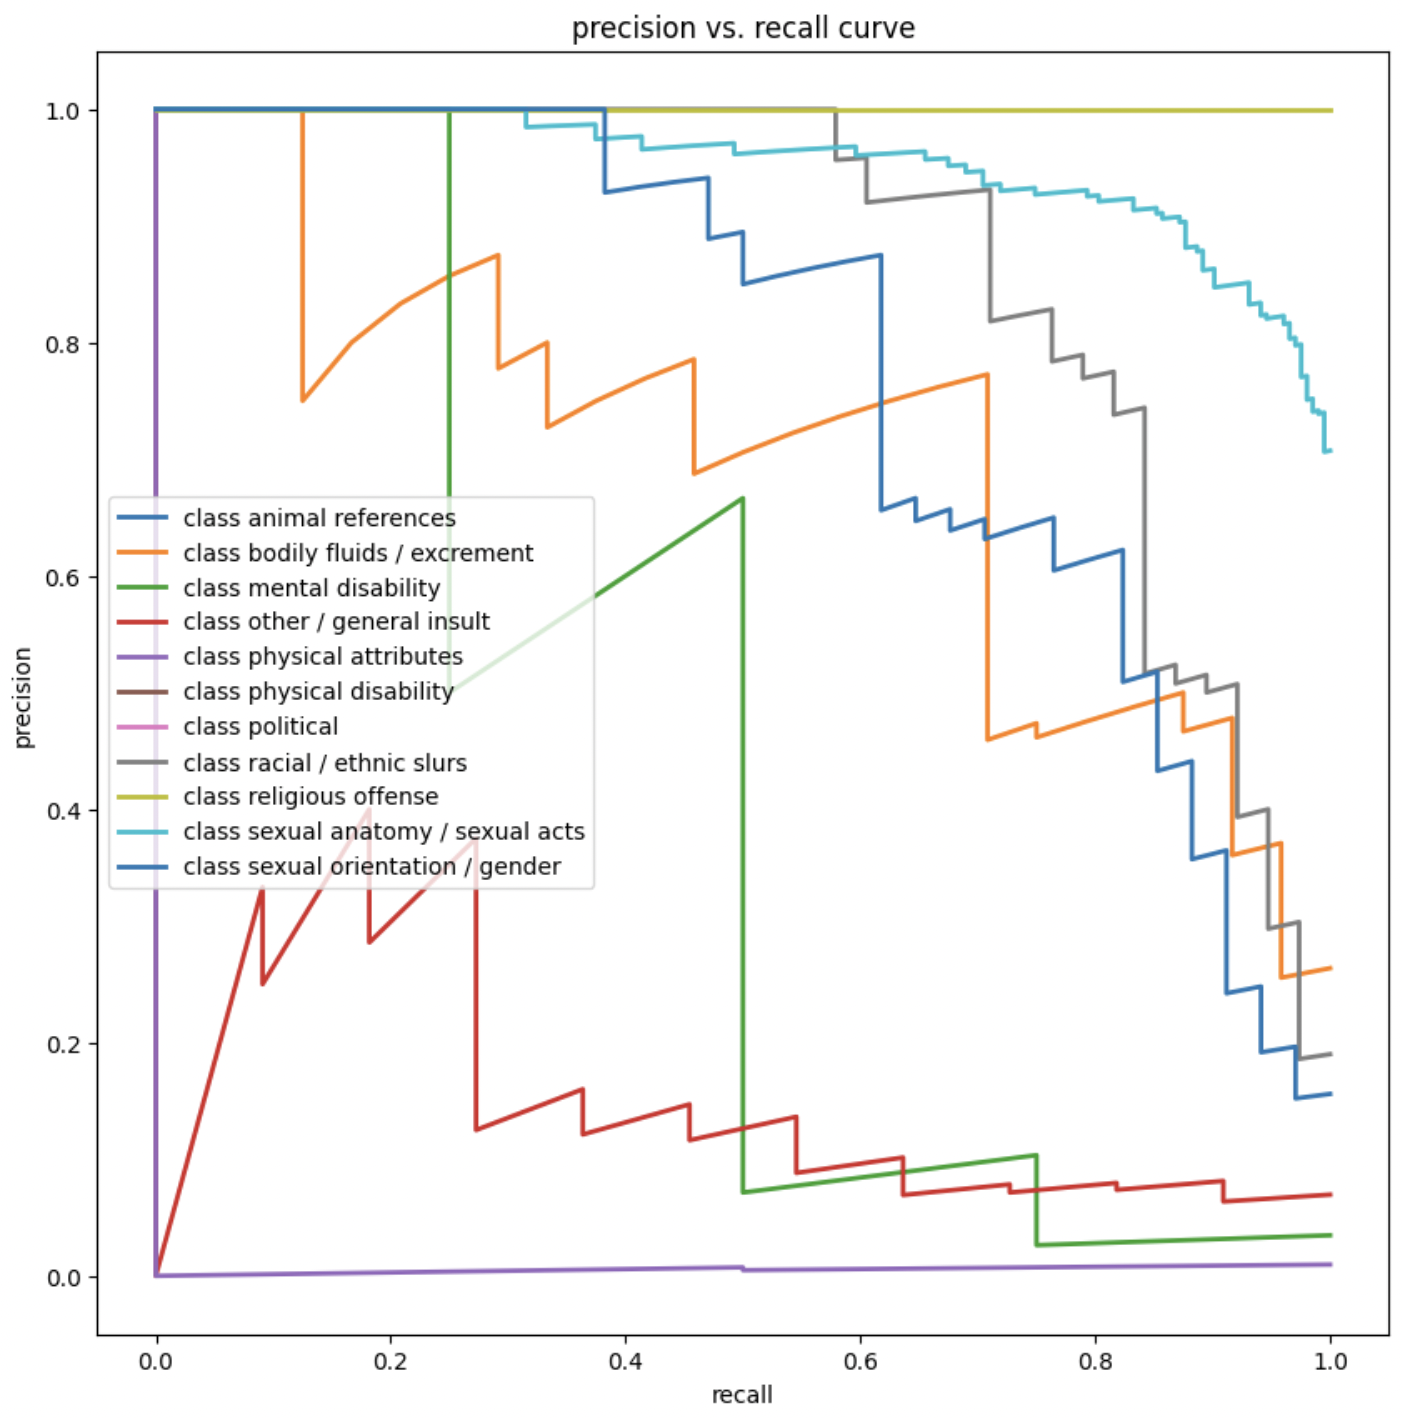 precision vs. recall curve
1.0
0.8
0.6
0.4
0.2
0.0
precision
class animal references
class bodily fluids / excrement
class mental disability
class other / general insult
class physical attributes
class physical disability
class political
class racial / ethnic slurs
class religious offense
class sexual anatomy / sexual acts
class sexual orientation / gender
0.0 0.2 0.4 0.6 0.8 1.0
recall